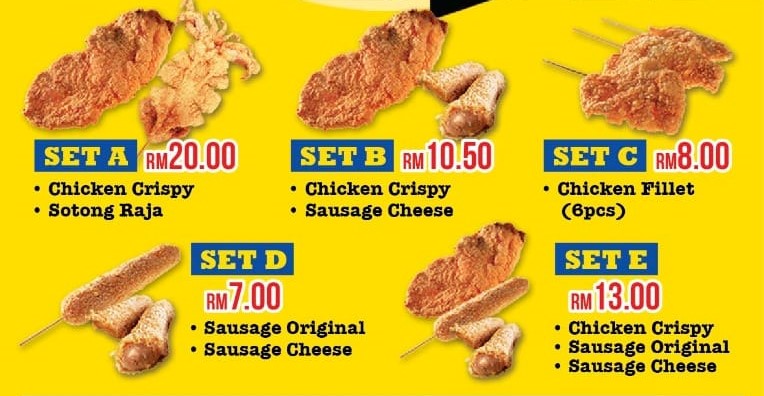 SET A RM20.00
• Chicken Crispy
• Sotong Raja
SET B RM10.50
• Chicken Crispy
• Sausage Cheese
SET C RM8.00
• Chicken Fillet
(6pcs)
SET D
RM7.00
• Sausage Original
• Sausage Cheese
SET E
RM13.00
• Chicken Crispy
• Sausage Original
• Sausage Cheese